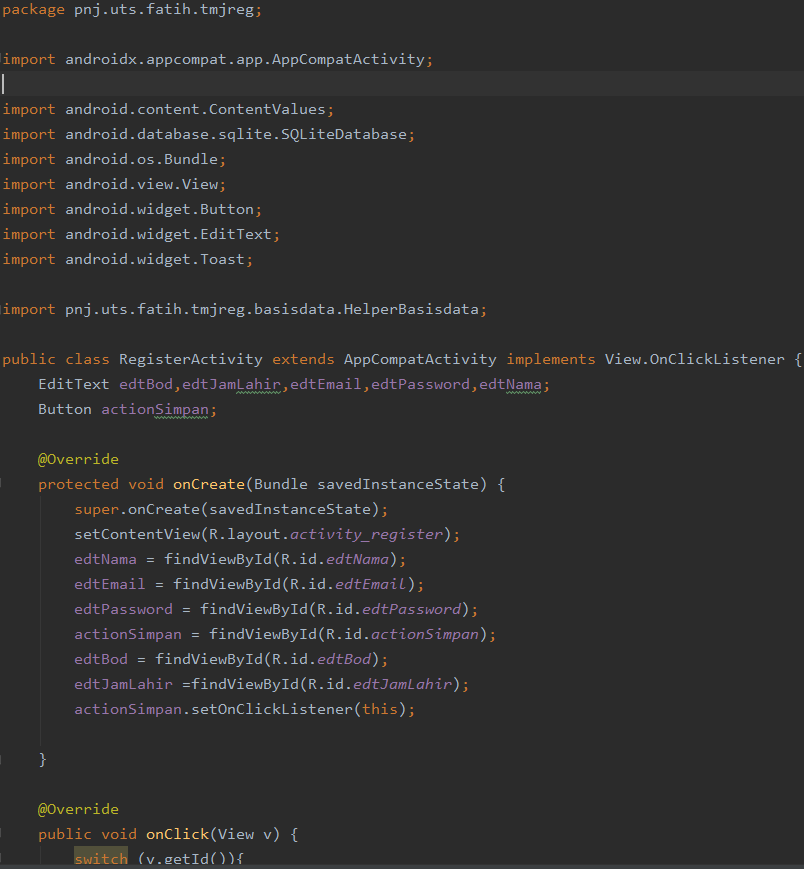 package pnj.uts.fatih.tmjreg;
import androidx.appcompat.app.AppCompatActivity;
import android.content.ContentValues;
import android.database.sqlite.SQLiteDatabase;
import android.os.Bundle;
import android.view.View;
import android.widget.Button;
import android.widget.EditText;
import android.widget.Toast;
import pnj.uts.fatih.tmjreg.basisdata.HelperBasisdata;
public class RegisterActivity extends AppCompatActivity implements View.OnClickListener {
    EditText edtBod,edtJamLahir,edtEmail,edtPassword,edtNama;
    Button actionSimpan;
    @Override
    protected void onCreate(Bundle savedInstanceState) {
        super.onCreate(savedInstanceState);
        setContentView(R.layout.activity_register);
        edtNama = findViewById(R.id.edtNama);
        edtEmail = findViewById(R.id.edtEmail);
        edtPassword = findViewById(R.id.edtPassword);
        actionSimpan = findViewById(R.id.actionSimpan);
        edtBod = findViewById(R.id.edtBod);
        edtJamLahir =findViewById(R.id.edtJamLahir);
        actionSimpan.setOnClickListener(this);
    }
    @Override
    public void onClick(View v) {
        switch (v.getId()){